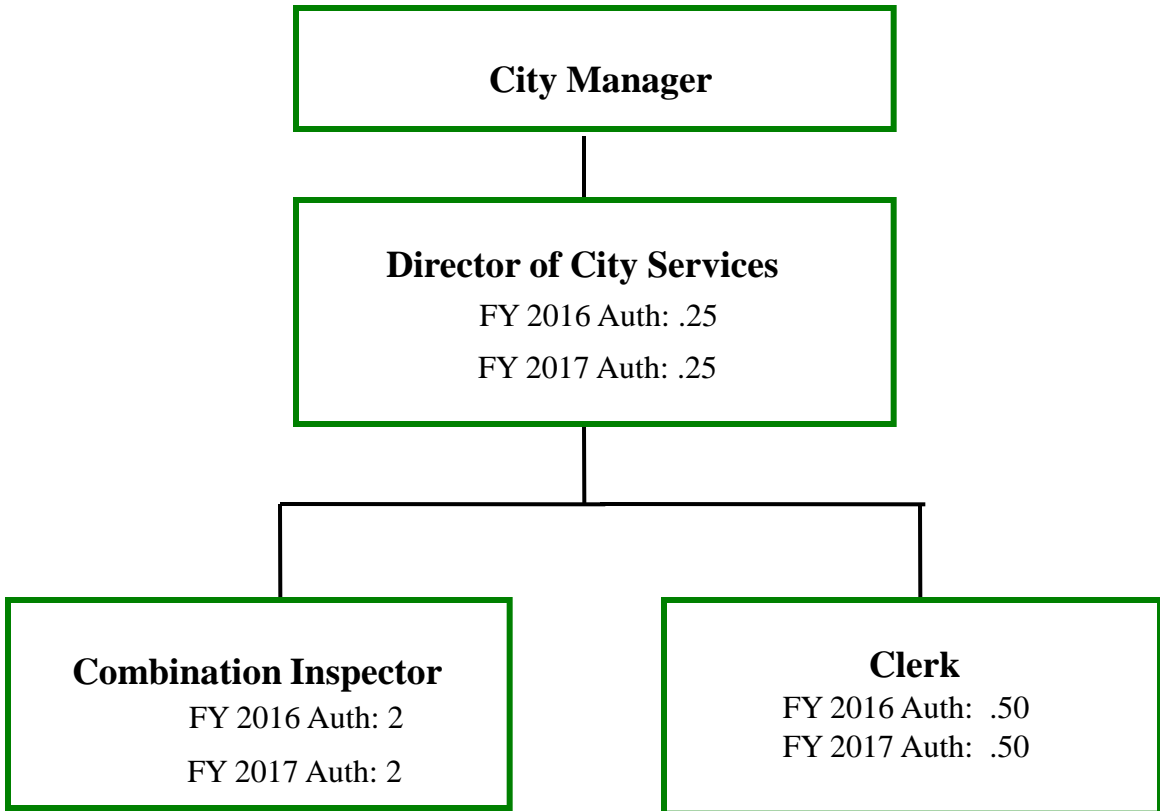 City Manager
Director of City Services
FY 2016 Auth: .25
FY 2017 Auth: .25
Combination Inspector
FY 2016 Auth: 2
FY 2017 Auth: 2
Clerk
FY 2016 Auth: .50
FY 2017 Auth: .50